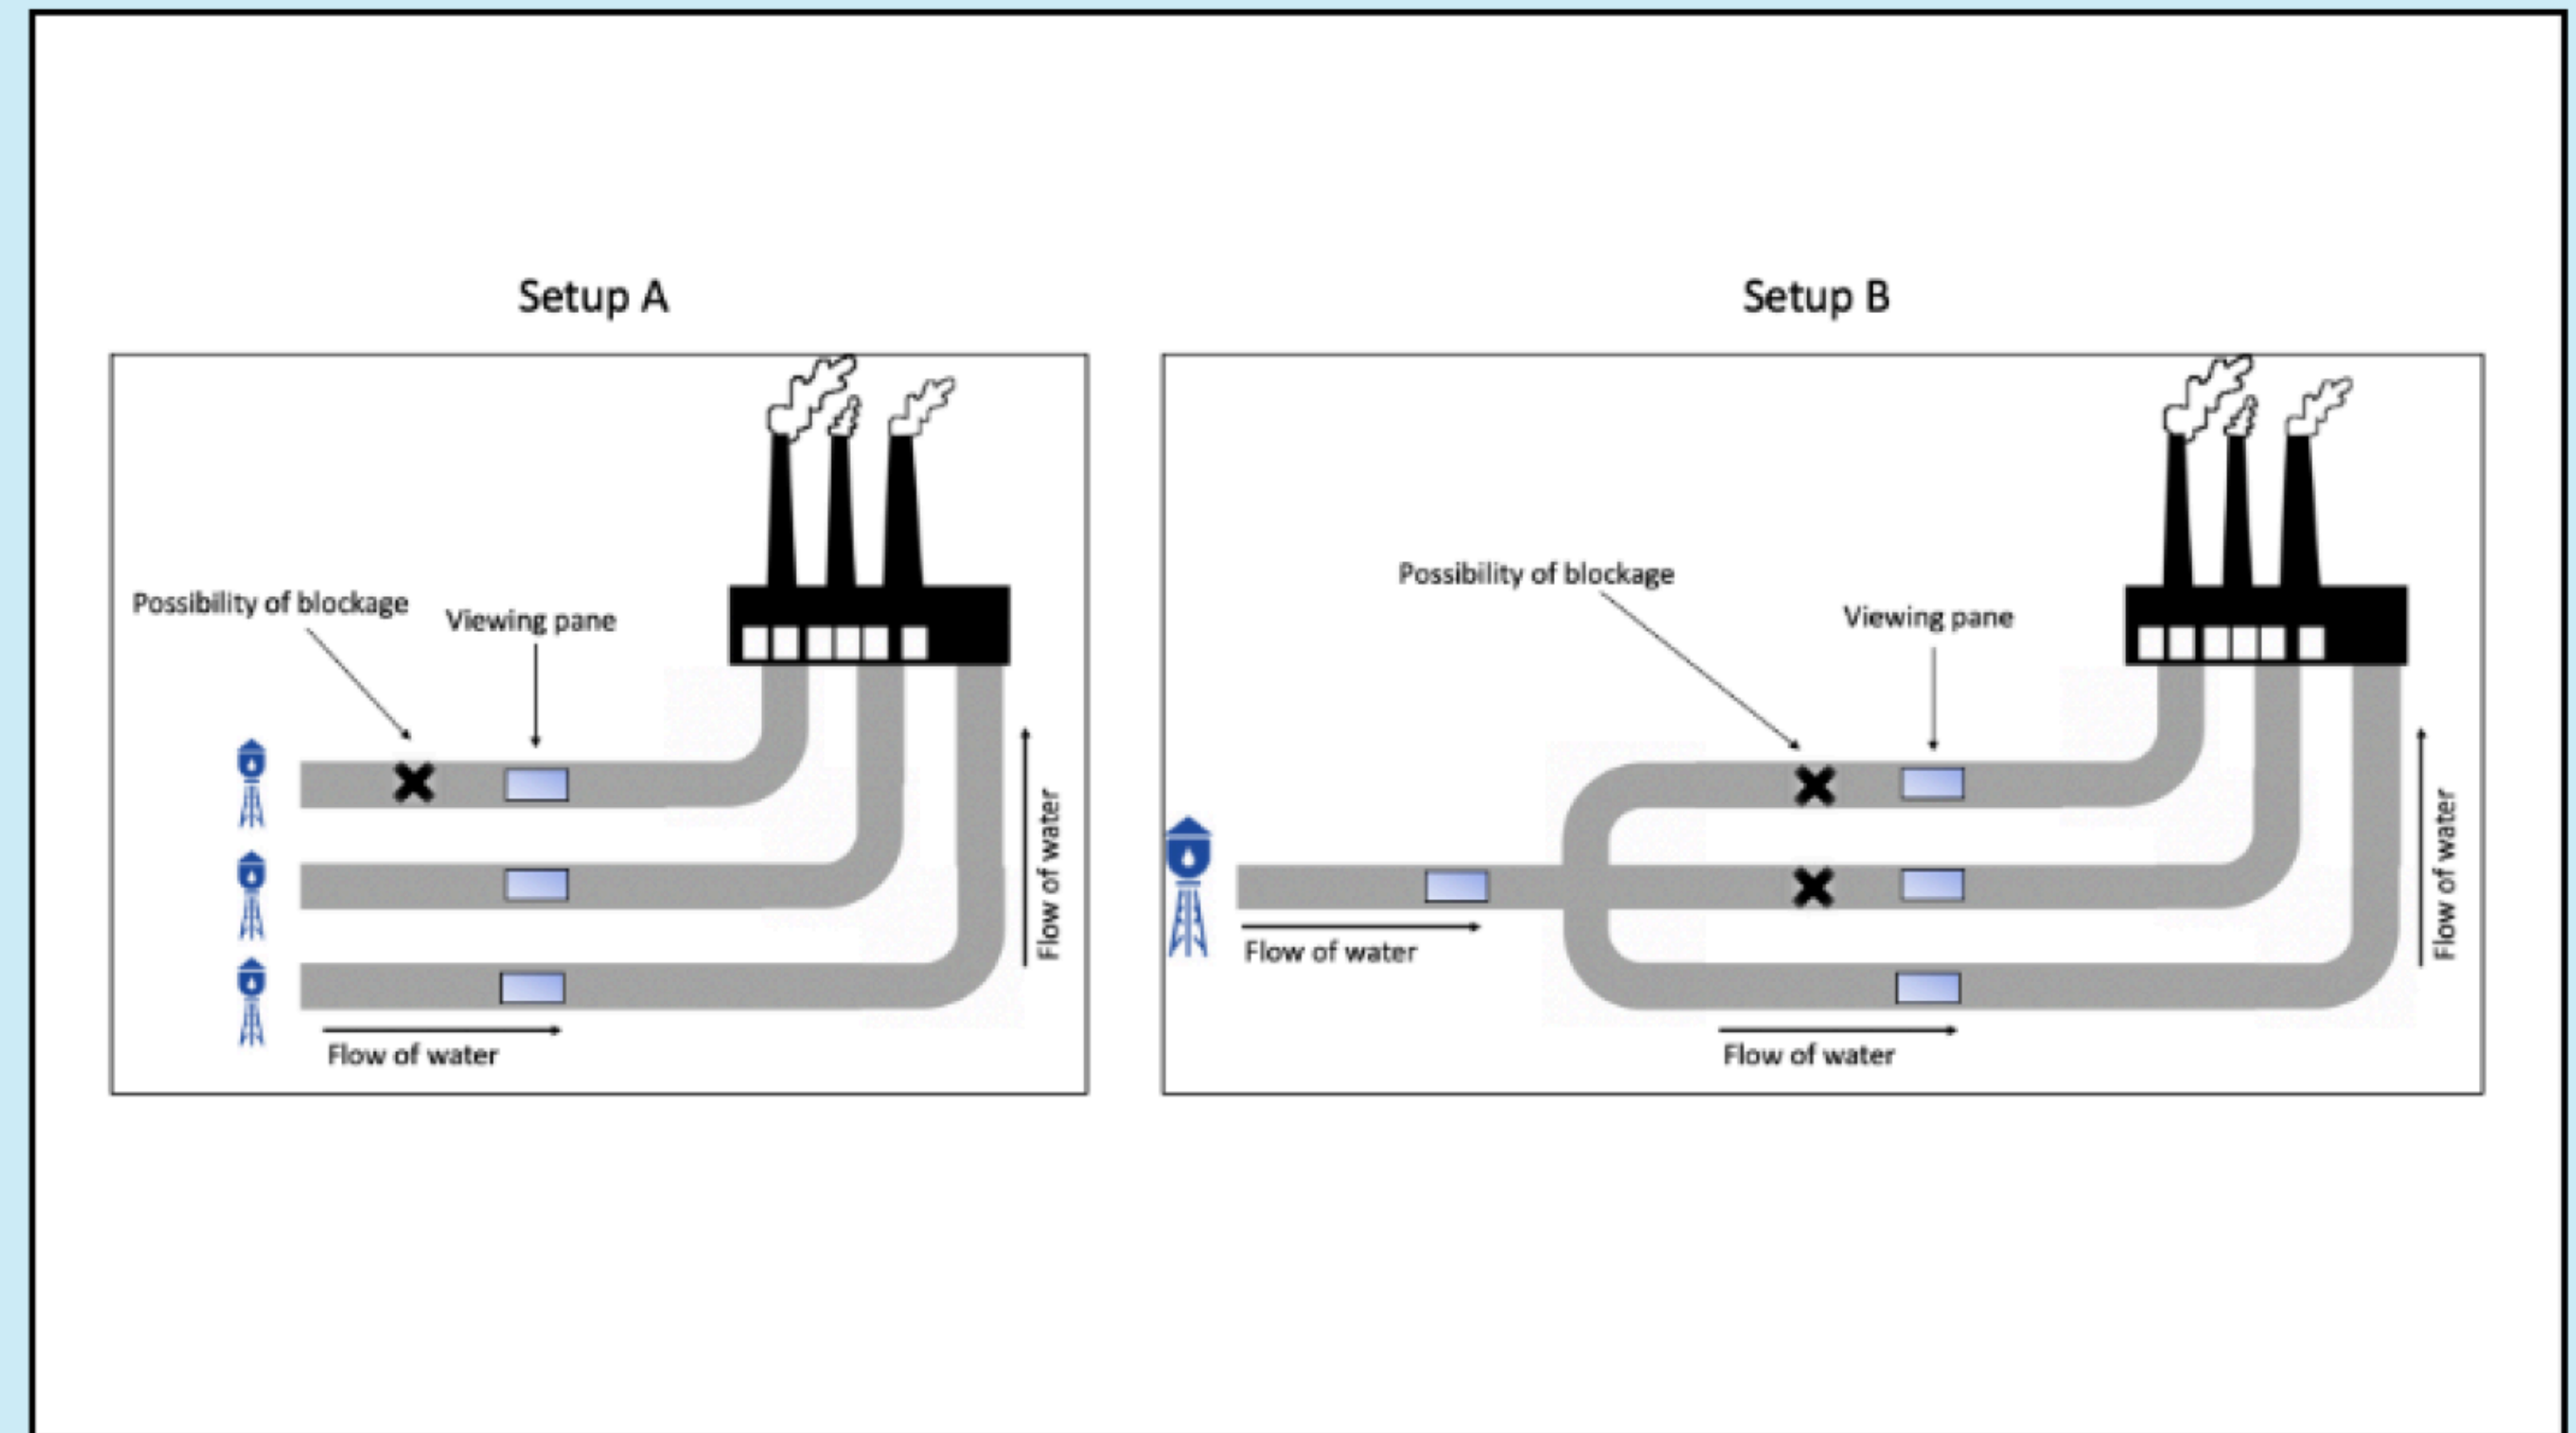 Setup A
Possibility of blockage
Viewing pane
Flow of water
Flow of water
Setup B
Possibility of blockage
Viewing pane
Flow of water
Flow of water
Flow of water